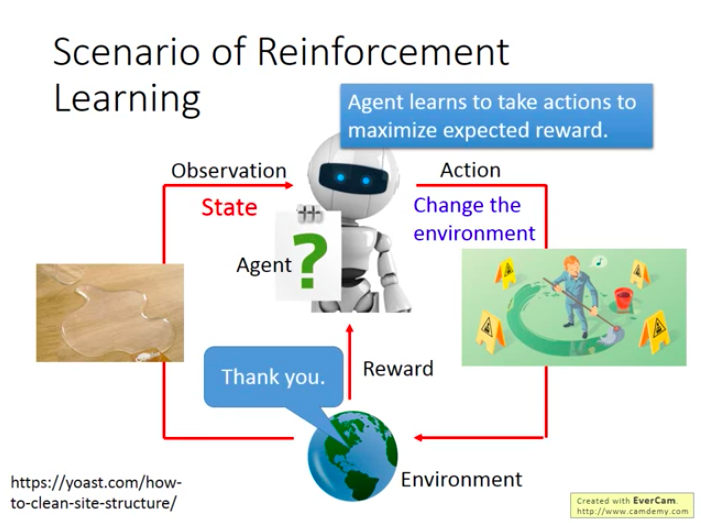 Scenario of Reinforcement
Learning
Agent learns to take actions to
maximize expected reward.
Observation
Action
State
Change the
environment
Agent
?
Reward
Thank you.
Environment
https://yoast.com/how-
to-clean-site-structure/
Created with EverCam.
http://www.camdemy.com